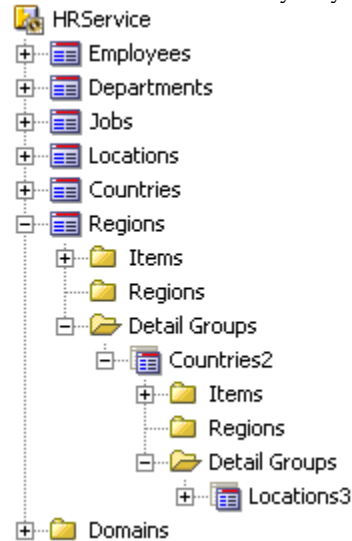 HRService
Employees
Departments
Jobs
Locations
Countries
Regions
Items
Regions
Detail Groups
Countries2
Items
Regions
Detail Groups
Locations3
Domains